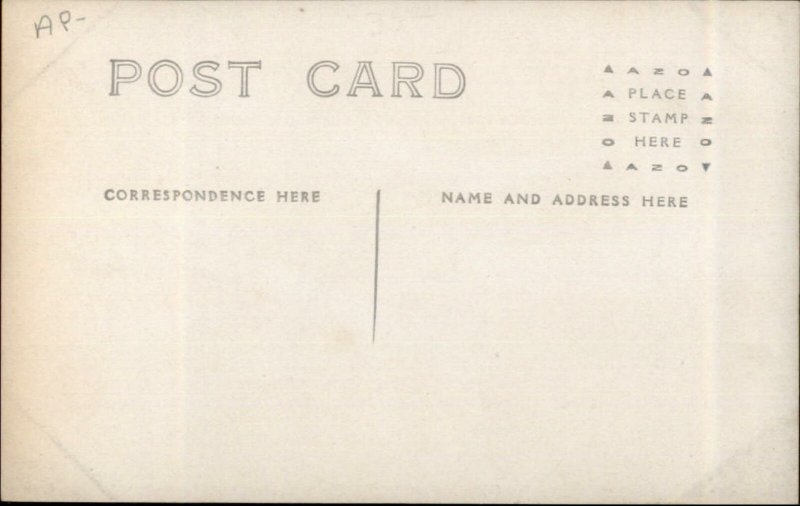 AP-
POST CARD
AZO
A PLACE A
Z STAMP Z
O HERE O
AZO
CORRESPONDENCE HERE
NAME AND ADDRESS HERE